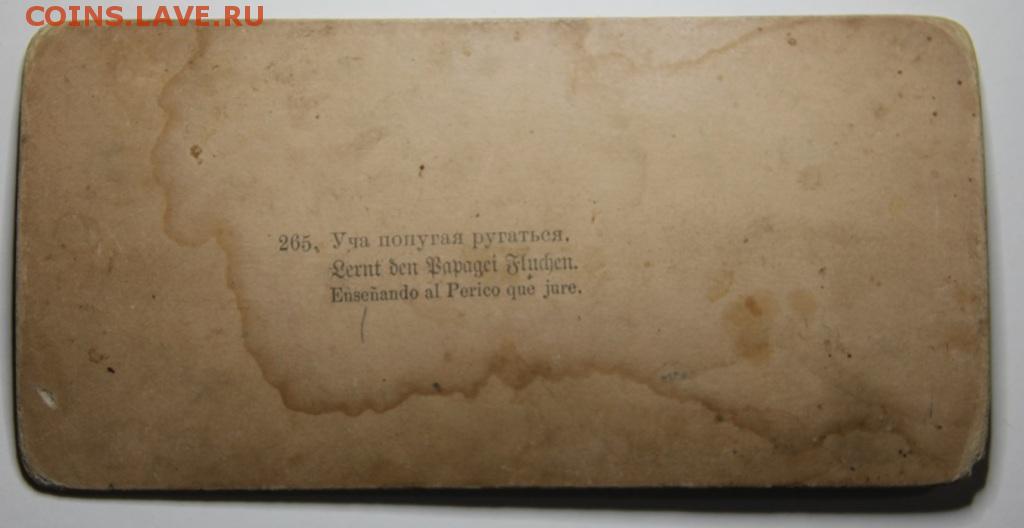 COINS.LAVE.RU
265. Уча попугая ругаться.
Lernt den Papagei Fluchen.
Enseñando al Perico que jure.